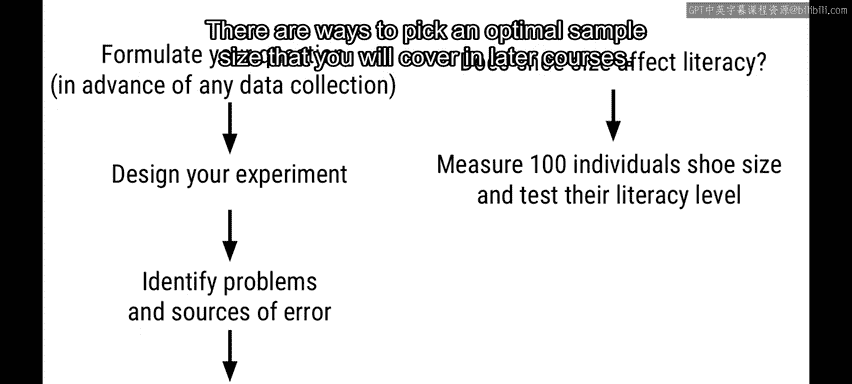 GPT中英字幕课程资源@bilibili.com
There are ways to pick an optimal sample
size that you will cover in later courses.
Formulate
(in advance of any data collection)
Design your experiment
Identify problems
and sources of error
size affect literacy?
Measure 100 individuals shoe size
and test their literacy level